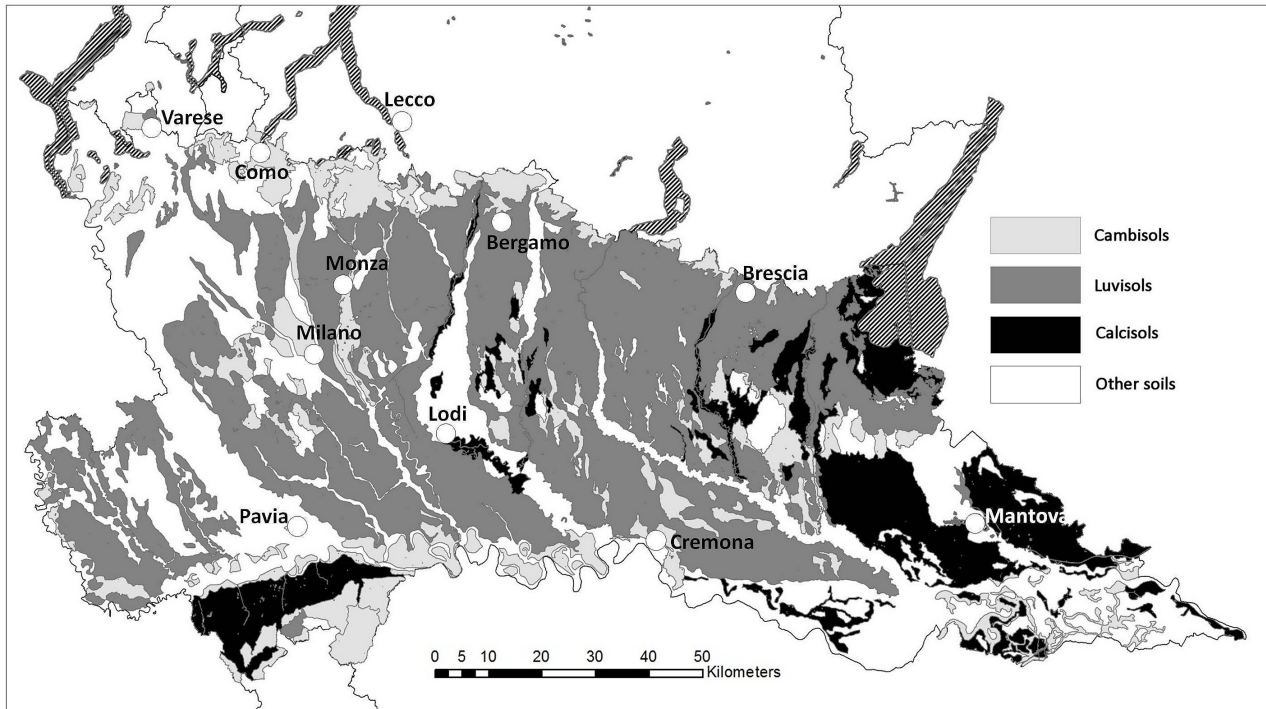 Lecco
Varese
Como
Bergamo
Cambisols
Monza
Brescia
Luvisols
Milano
Calcisols
Other soils
Lodi
Pavia
Mantova
Cremona
0 5 10 20 30 40 50
Kilometers